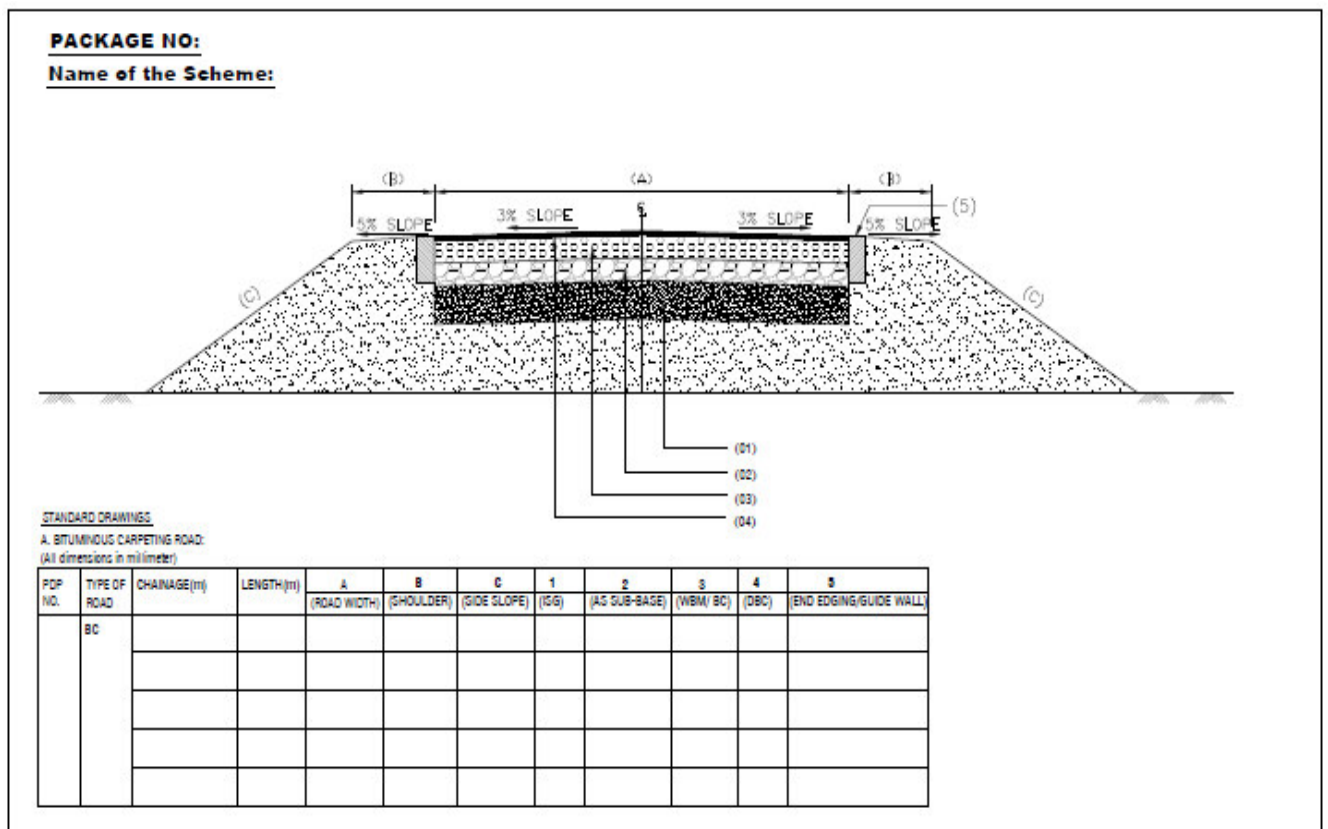 PACKAGE NO:
Name of the Scheme:
(B) (A) (B)
5% SLOPE 3% SLOPE ℄ 3% SLOPE 5% SLOPE (5)
(C) (C)
(01)
(02)
(03)
(04)
STANDARD DRAWINGS
A. BITUMINOUS CARPETING ROAD:
(All dimensions in millimeter)
PDP NO. TYPE OF ROAD CHAINAGE(m) LENGTH(m) A (ROAD WIDTH) B (SHOULDER) C (SIDE SLOPE) 1 (ISG) 2 (AS SUB-BASE) 3 (WBM/ BC) 4 (DBC) 5 (END EDGING/GUIDE WALL)
BC